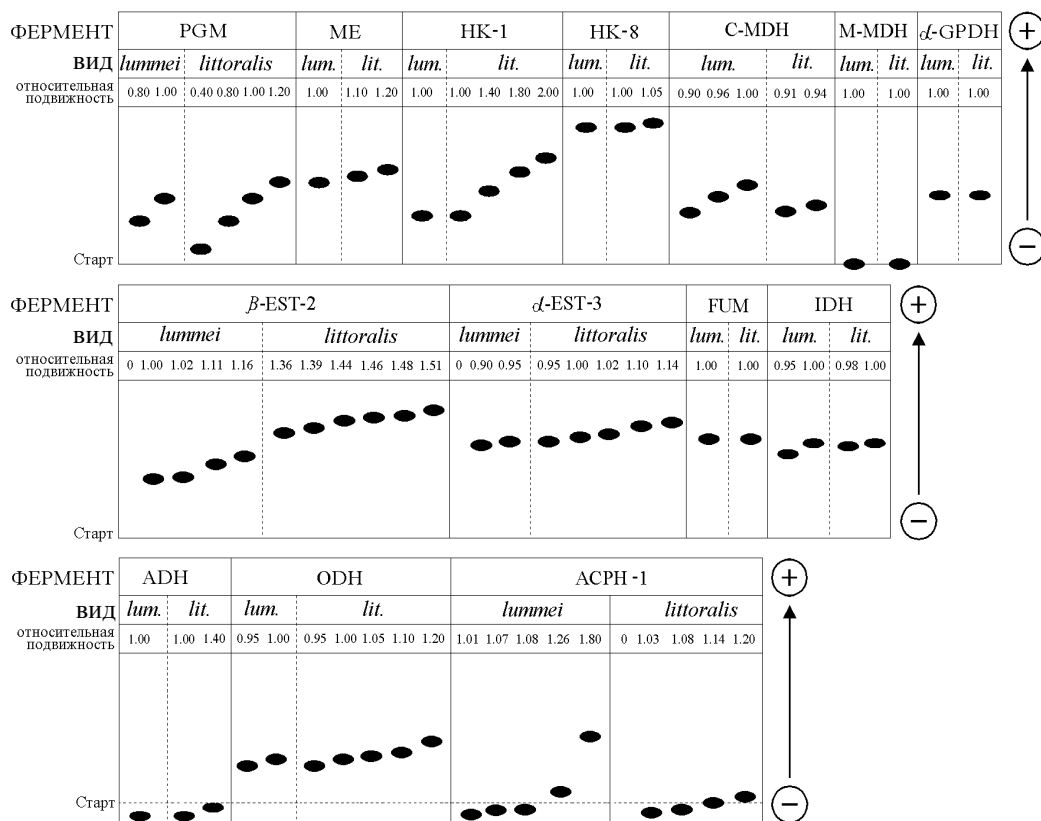 ФЕРМЕНТ PGM ME HK-1 HK-8 C-MDH M-MDH α-GPDH +
ВИД lummei littoralis lum. lit. lum. lit. lum. lit. lum. lit. lum. lit. lum. lit.
относительная
подвижность 0.80 1.00 0.40 0.80 1.00 1.20 1.00 1.10 1.20 1.00 1.00 1.40 1.80 2.00 1.00 1.00 1.05 0.90 0.96 1.00 0.91 0.94 1.00 1.00 1.00 1.00
Старт −
ФЕРМЕНТ β-EST-2 α-EST-3 FUM IDH +
ВИД lummei littoralis lummei littoralis lum. lit. lum. lit.
относительная
подвижность 0 1.00 1.02 1.11 1.16 1.36 1.39 1.44 1.46 1.48 1.51 0 0.90 0.95 0.95 1.00 1.02 1.10 1.14 1.00 1.00 0.95 1.00 0.98 1.00
Старт −
ФЕРМЕНТ ADH ODH ACPH-1 +
ВИД lum. lit. lum. lit. lummei littoralis
относительная
подвижность 1.00 1.00 1.40 0.95 1.00 0.95 1.00 1.05 1.10 1.20 1.01 1.07 1.08 1.26 1.80 0 1.03 1.08 1.14 1.20
Старт −